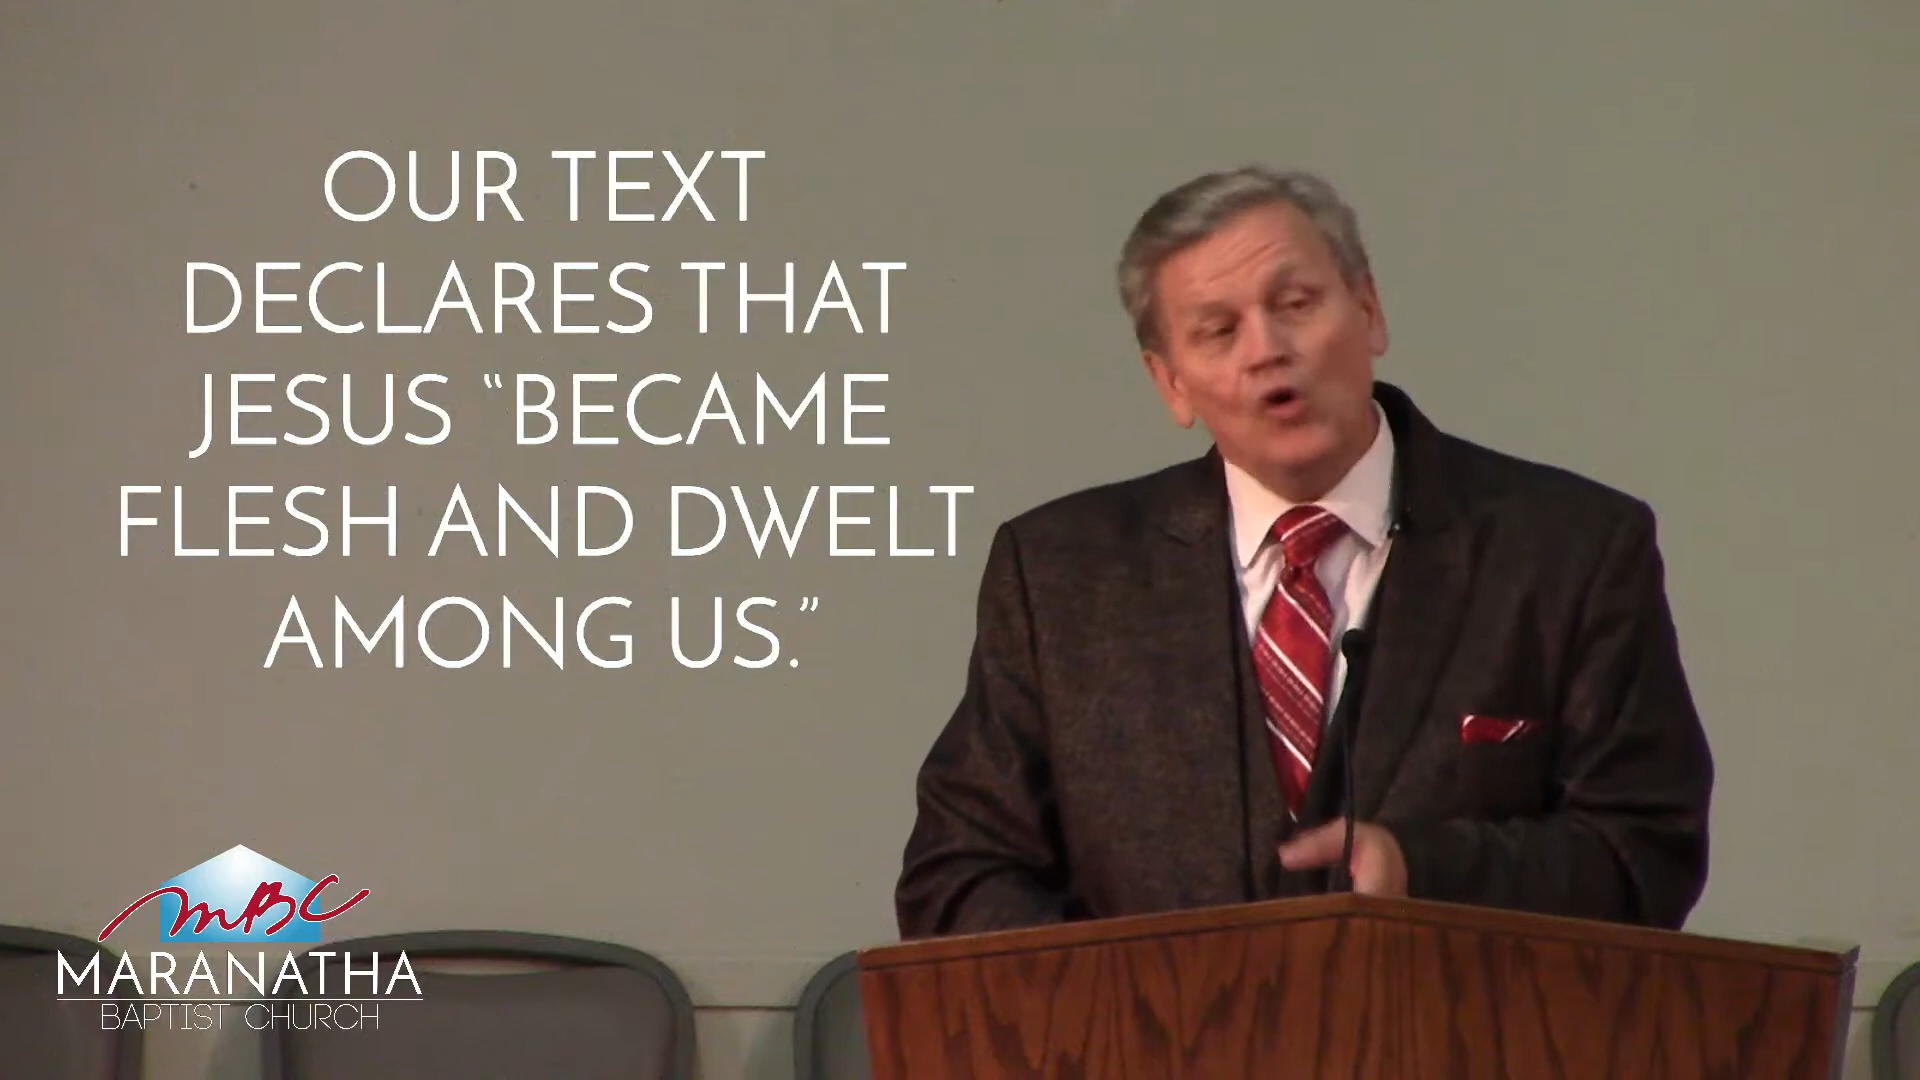 OUR TEXT
DECLARES THAT
JESUS “BECAME
FLESH AND DWELT
AMONG US.”
MBC
MARANATHA
BAPTIST CHURCH